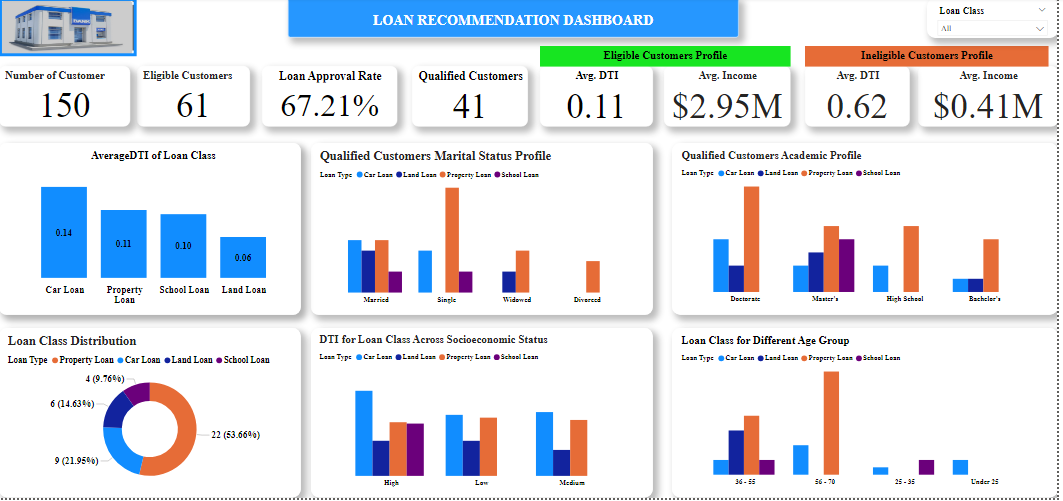 LOAN RECOMMENDATION DASHBOARD
Loan Class
All
BANK
Eligible Customers Profile
Ineligible Customers Profile
Number of Customer
150
Eligible Customers
61
Loan Approval Rate
67.21%
Qualified Customers
41
Avg. DTI
0.11
Avg. Income
$2.95M
Avg. DTI
0.62
Avg. Income
$0.41M
AverageDTI of Loan Class
0.14
0.11
0.10
0.06
Car Loan
Property
Loan
School Loan
Land Loan
Qualified Customers Marital Status Profile
Loan Type Car Loan Land Loan Property Loan School Loan
Married
Single
Widowed
Divorced
Qualified Customers Academic Profile
Loan Type Car Loan Land Loan Property Loan School Loan
Doctorate
Master's
High School
Bachelor's
Loan Class Distribution
Loan Type Property Loan Car Loan Land Loan School Loan
4 (9.76%)
6 (14.63%)
9 (21.95%)
22 (53.66%)
DTI for Loan Class Across Socioeconomic Status
Loan Type Car Loan Land Loan Property Loan School Loan
High
Low
Medium
Loan Class for Different Age Group
Loan Type Car Loan Land Loan Property Loan School Loan
36 - 55
56 - 70
25 - 35
Under 25